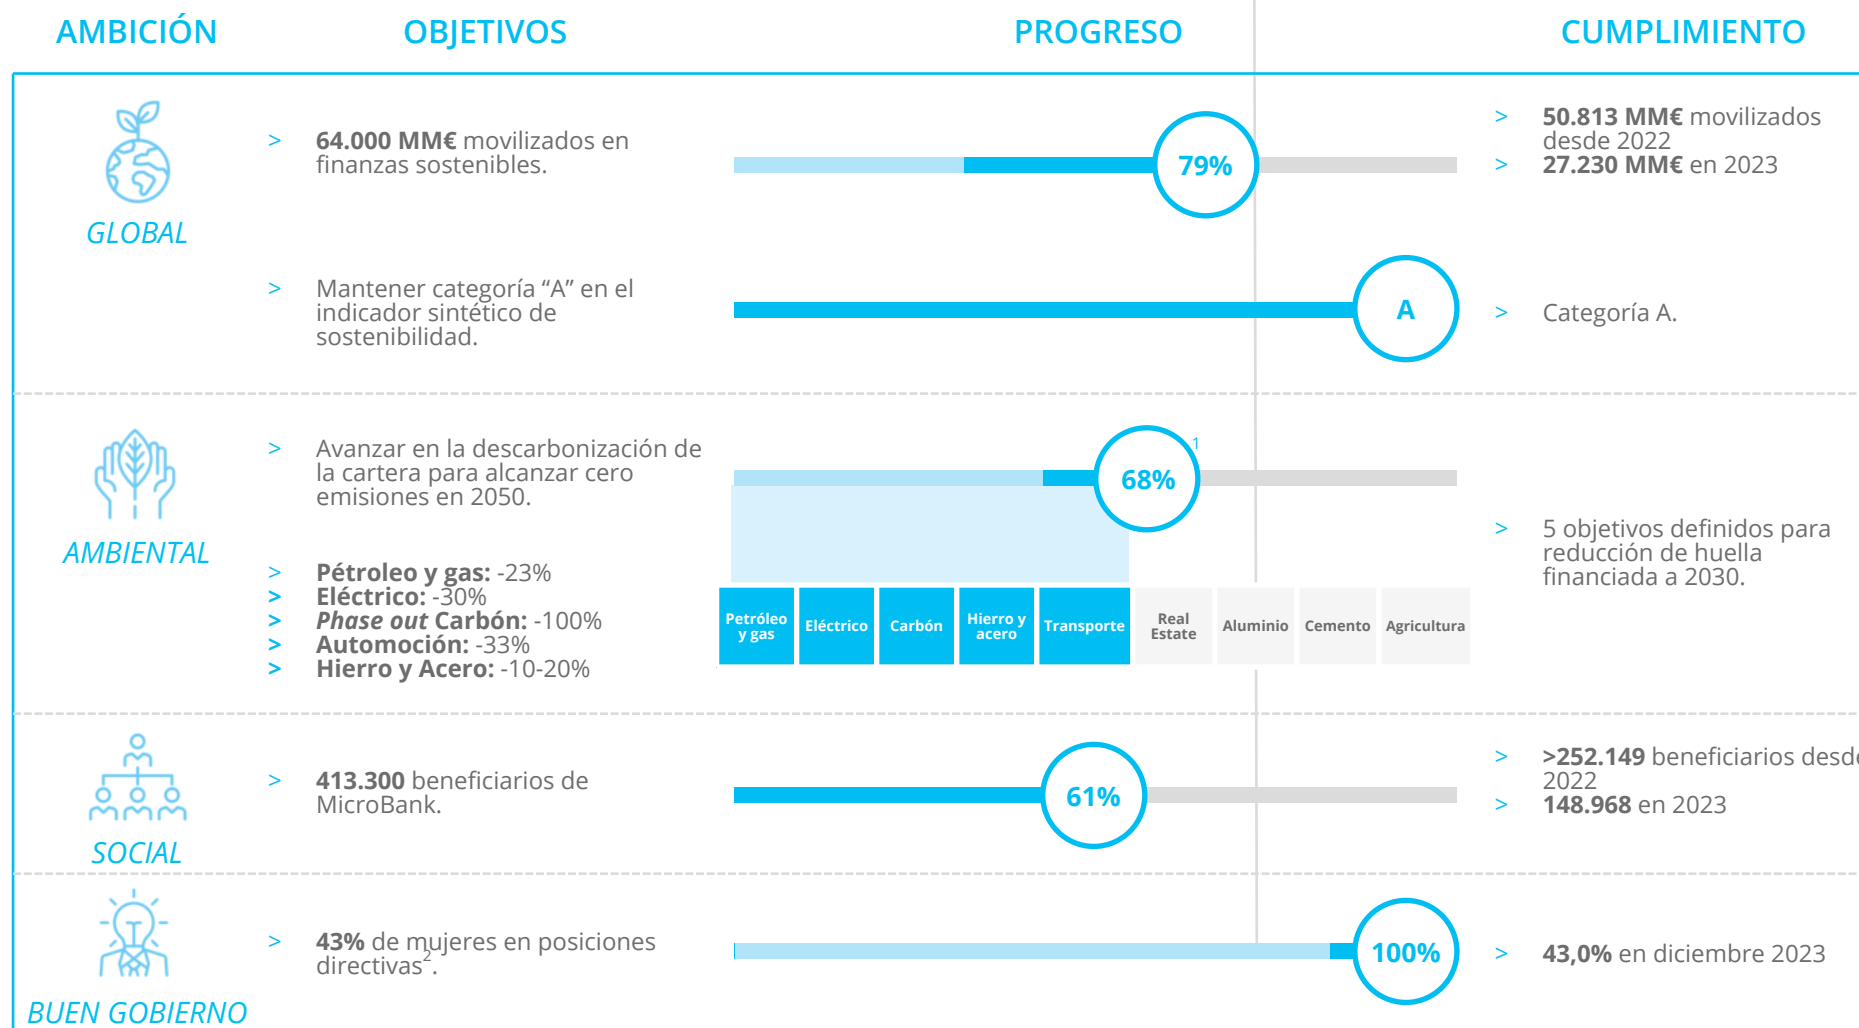 AMBICIÓN
OBJETIVOS
PROGRESO
CUMPLIMIENTO
GLOBAL
> 64.000 MM€ movilizados en
finanzas sostenibles.
79%
> 50.813 MM€ movilizados
desde 2022
> 27.230 MM€ en 2023
> Mantener categoría “A” en el
indicador sintético de
sostenibilidad.
A
> Categoría A.
AMBIENTAL
> Avanzar en la descarbonización de
la cartera para alcanzar cero
emisiones en 2050.
68%
1
> Pétroleo y gas: -23%
> Eléctrico: -30%
> Phase out Carbón: -100%
> Automoción: -33%
> Hierro y Acero: -10-20%
Petróleo
y gas
Eléctrico
Carbón
Hierro y
acero
Transporte
Real
Estate
Aluminio
Cemento
Agricultura
> 5 objetivos definidos para
reducción de huella
financiada a 2030.
SOCIAL
> 413.300 beneficiarios de
MicroBank.
61%
> >252.149 beneficiarios desde
2022
> 148.968 en 2023
BUEN GOBIERNO
> 43% de mujeres en posiciones
directivas2.
100%
> 43,0% en diciembre 2023